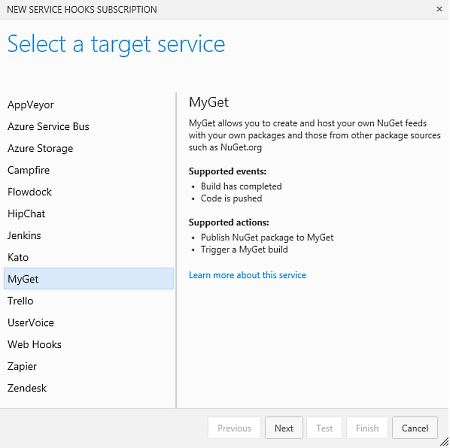 NEW SERVICE HOOKS SUBSCRIPTION
Select a target service
AppVeyor
Azure Service Bus
Azure Storage
Campfire
Flowdock
HipChat
Jenkins
Kato
MyGet
Trello
UserVoice
Web Hooks
Zapier
Zendesk
MyGet
MyGet allows you to create and host your own NuGet feeds
with your own packages and those from other package sources
such as NuGet.org
Supported events:
• Build has completed
• Code is pushed
Supported actions:
• Publish NuGet package to MyGet
• Trigger a MyGet build
Learn more about this service
Previous Next Test Finish Cancel